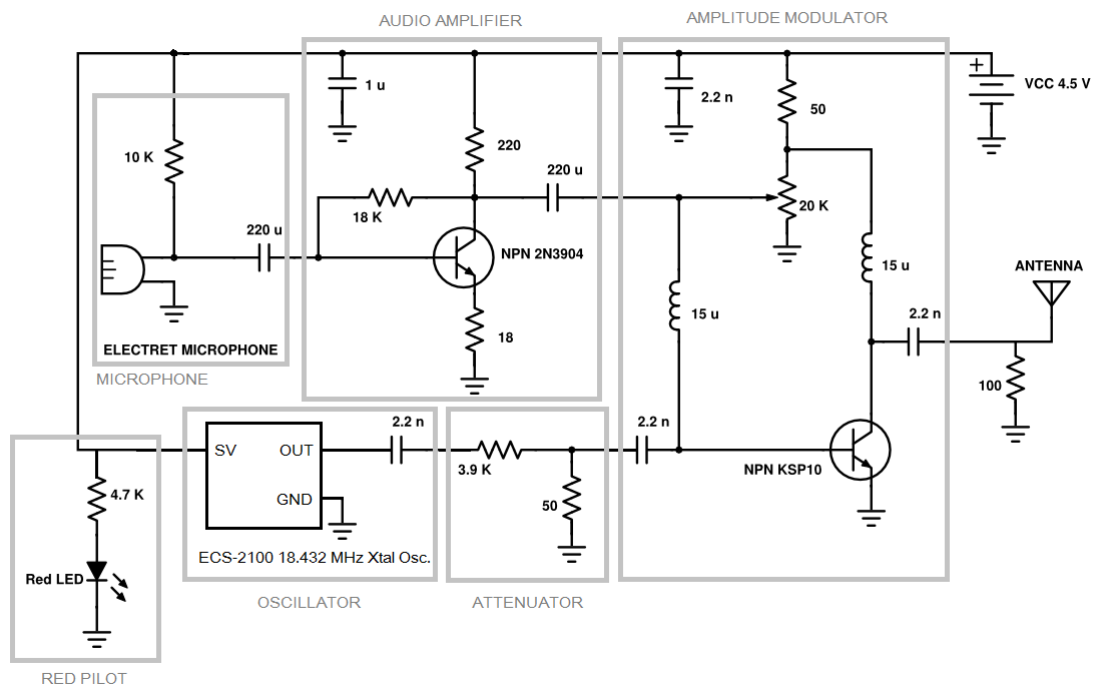 AUDIO AMPLIFIER
AMPLITUDE MODULATOR
1 u
2.2 n
50
+
VCC 4.5 V
10 K
220
220 u
18 K
20 K
220 u
NPN 2N3904
15 u
ANTENNA
15 u
2.2 n
18
ELECTRET MICROPHONE
MICROPHONE
100
2.2 n
2.2 n
SV
OUT
3.9 K
NPN KSP10
4.7 K
GND
50
ECS-2100 18.432 MHz Xtal Osc.
Red LED
OSCILLATOR
ATTENUATOR
RED PILOT